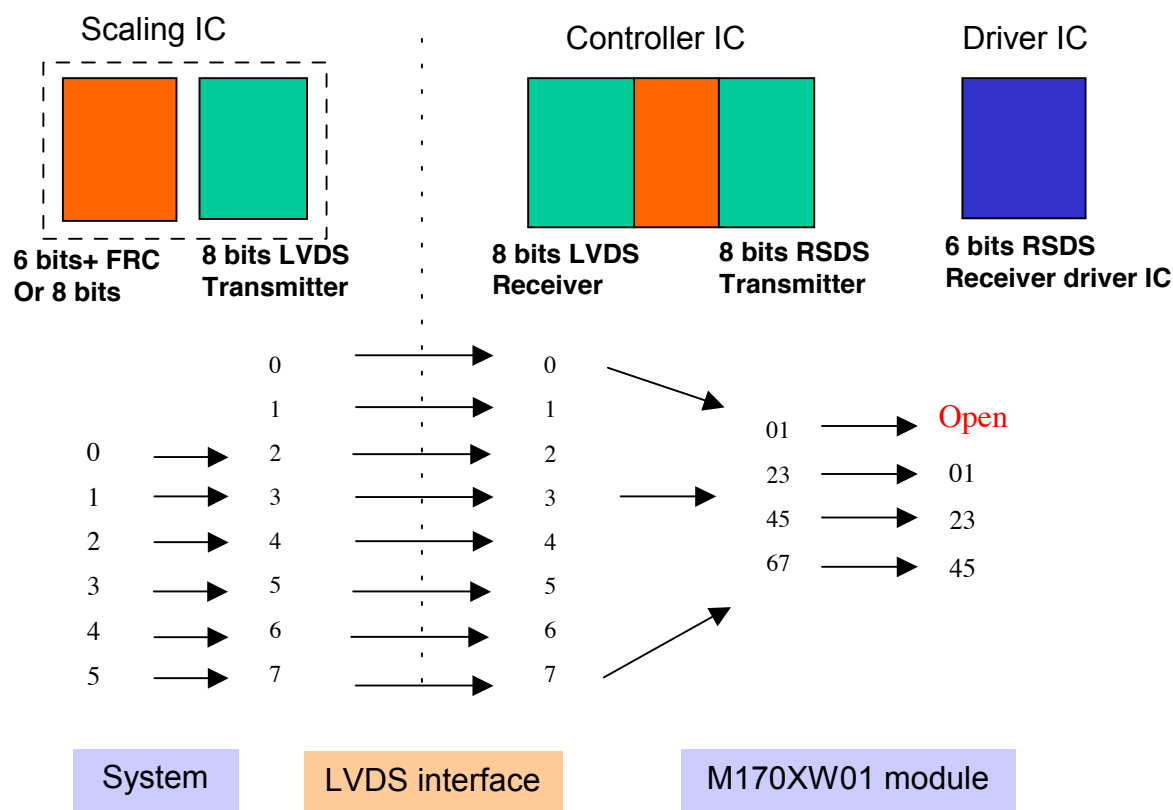 Scaling IC
Controller IC
Driver IC
6 bits+ FRC
Or 8 bits
8 bits LVDS
Transmitter
8 bits LVDS
Receiver
8 bits RSDS
Transmitter
6 bits RSDS
Receiver driver IC
0
1
2
3
4
5
0
1
2
3
4
5
6
7
0
1
2
3
4
5
6
7
01
23
45
67
Open
01
23
45
System
LVDS interface
M170XW01 module